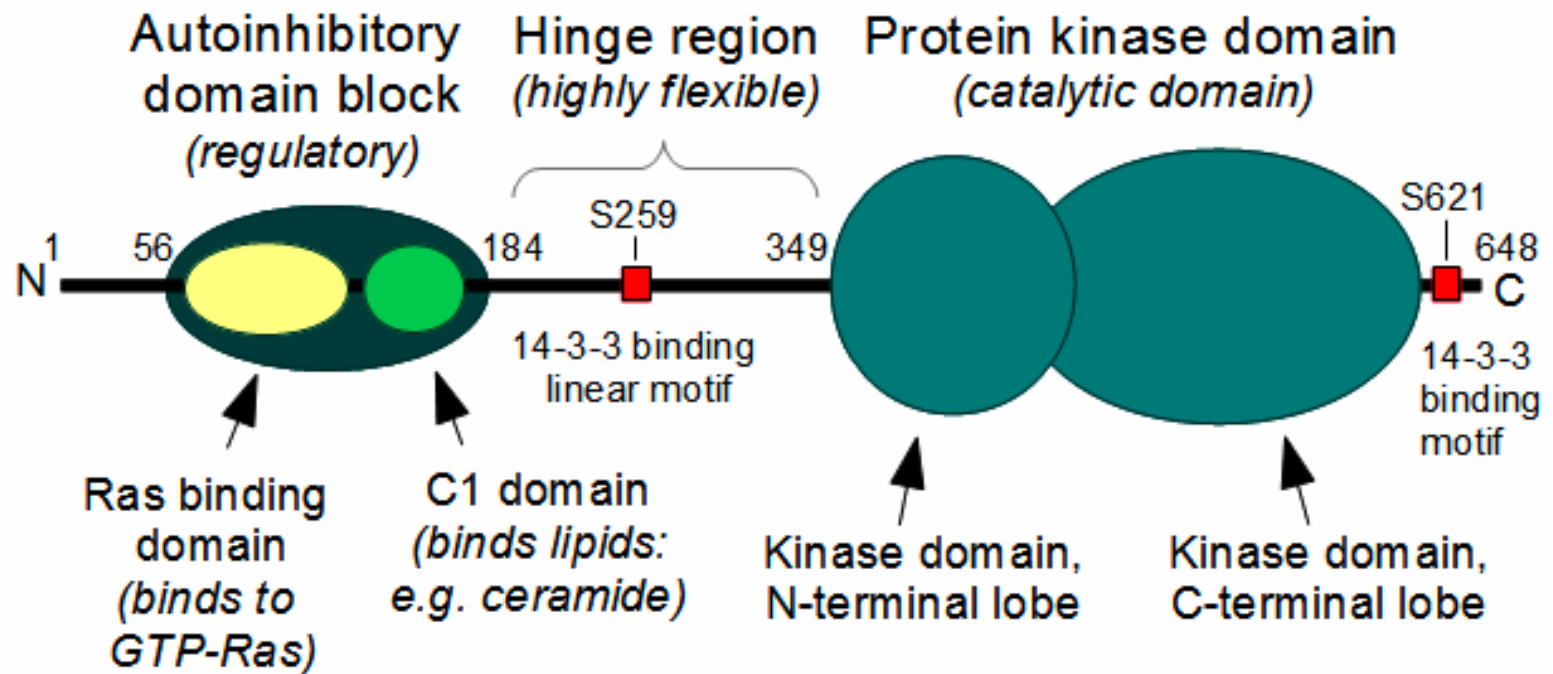 Autoinhibitory
domain block
(regulatory)
Hinge region
(highly flexible)
Protein kinase domain
(catalytic domain)
N
1
56
184
S259
349
S621
648
C
14-3-3 binding
linear motif
14-3-3
binding
motif
Ras binding
domain
(binds to
GTP-Ras)
C1 domain
(binds lipids:
e.g. ceramide)
Kinase domain,
N-terminal lobe
Kinase domain,
C-terminal lobe